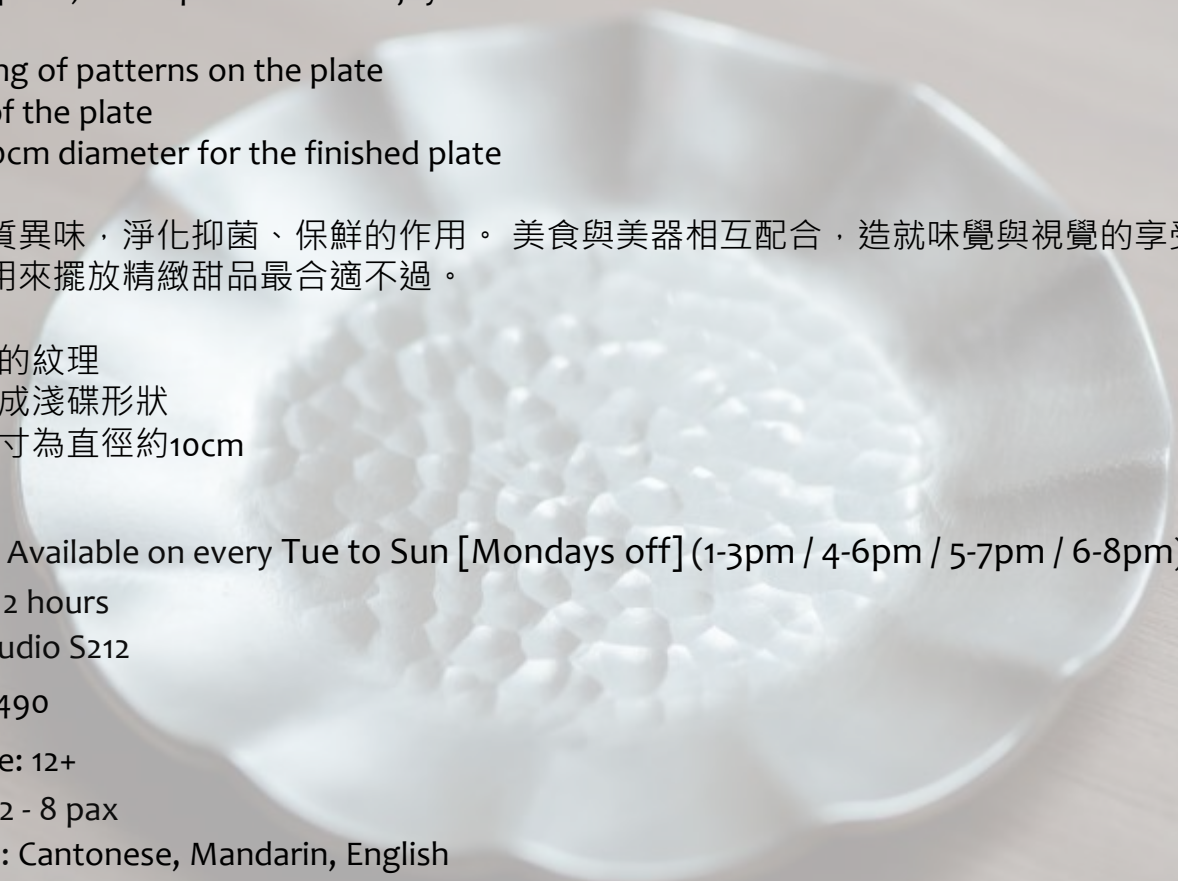 ng of patterns on the plate
of the plate
0cm diameter for the finished plate
質異味，淨化抑菌、保鮮的作用。 美食與美器相互配合，造就味覺與視覺的享受
用來擺放精緻甜品最合適不過。
的紋理
成淺碟形狀
寸為直徑約10cm
Available on every Tue to Sun [Mondays off] (1-3pm / 4-6pm / 5-7pm / 6-8pm)
2 hours
udio S212
490
e: 12+
2 - 8 pax
: Cantonese, Mandarin, English